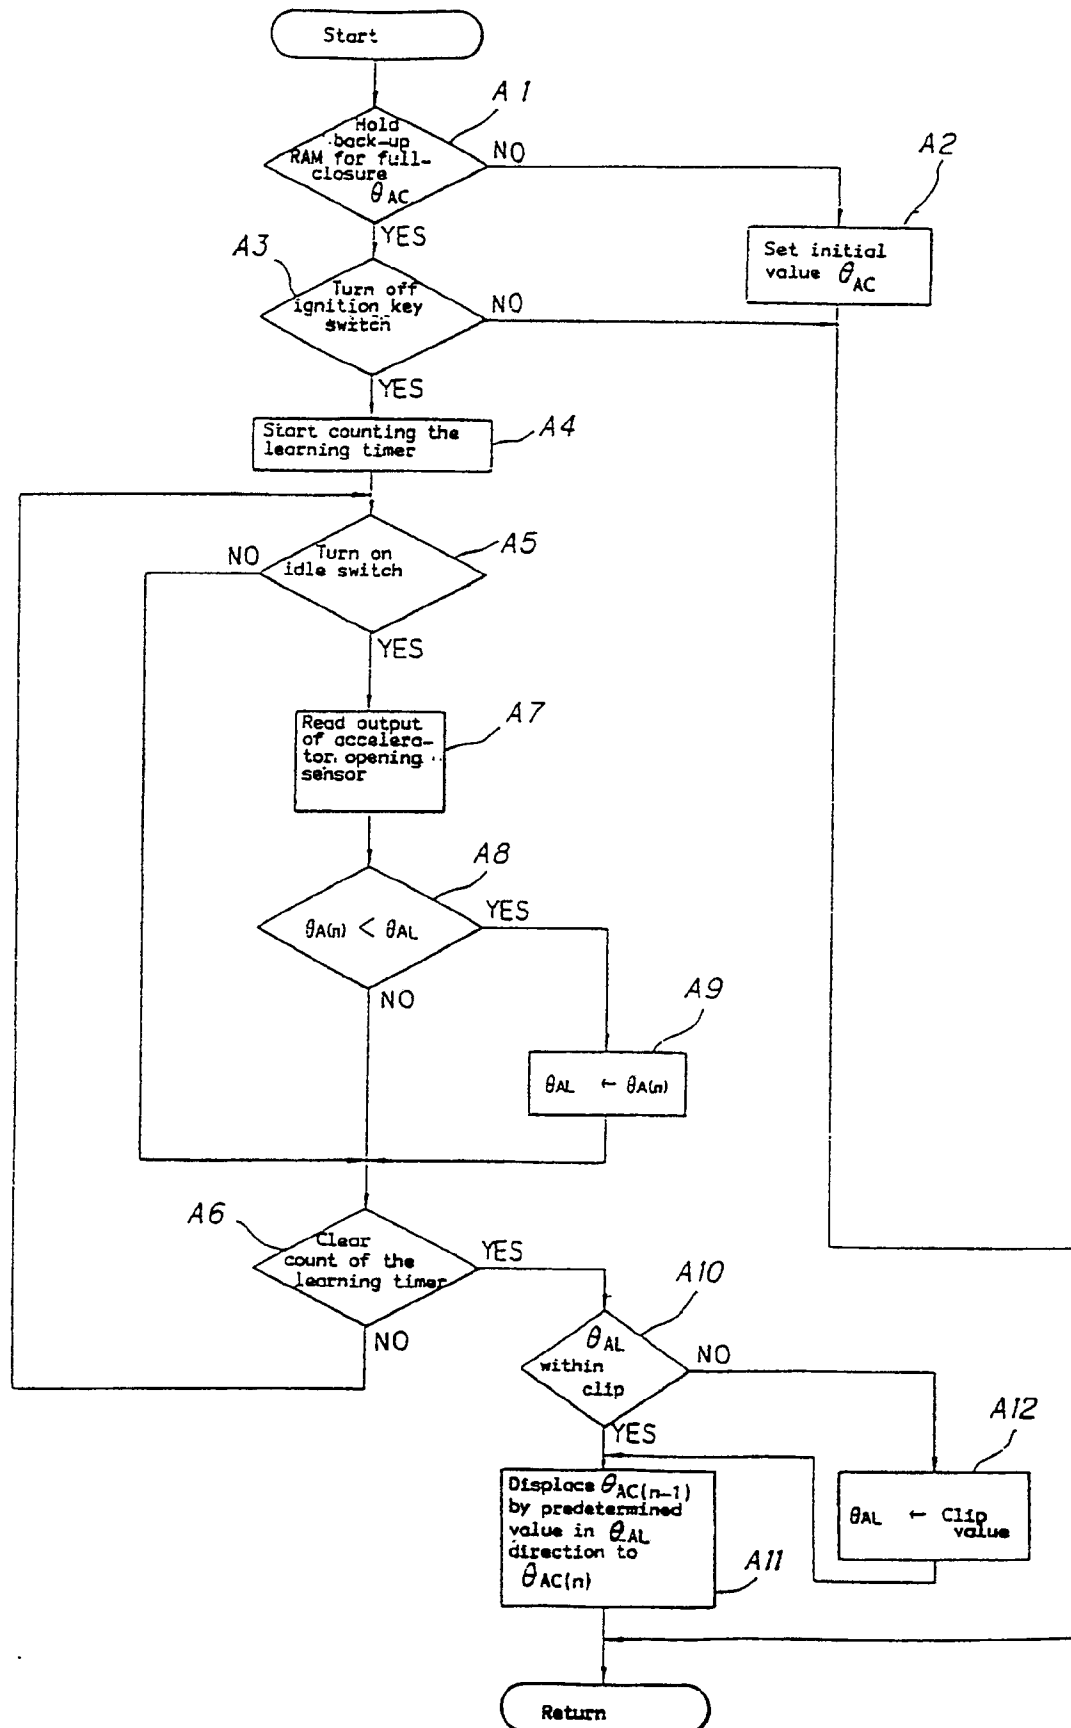 Start
A1
Hold
back-up
RAM for full-
closure
θAC
NO
YES
A2
Set initial
value θAC
A3
Turn off
ignition key
switch
NO
YES
Start counting the
learning timer
A4
Turn on
idle switch
A5
NO
YES
Read output
of accelera-
tor opening
sensor
A7
A8
θA(n) < θAL
YES
NO
A9
θAL ← θA(n)
A6
Clear
count of the
learning timer
YES
NO
A10
θAL
within
clip
NO
YES
A12
θAL ← Clip
value
Displace θAC(n-1)
by predetermined
value in θAL
direction to
θAC(n)
A11
Return